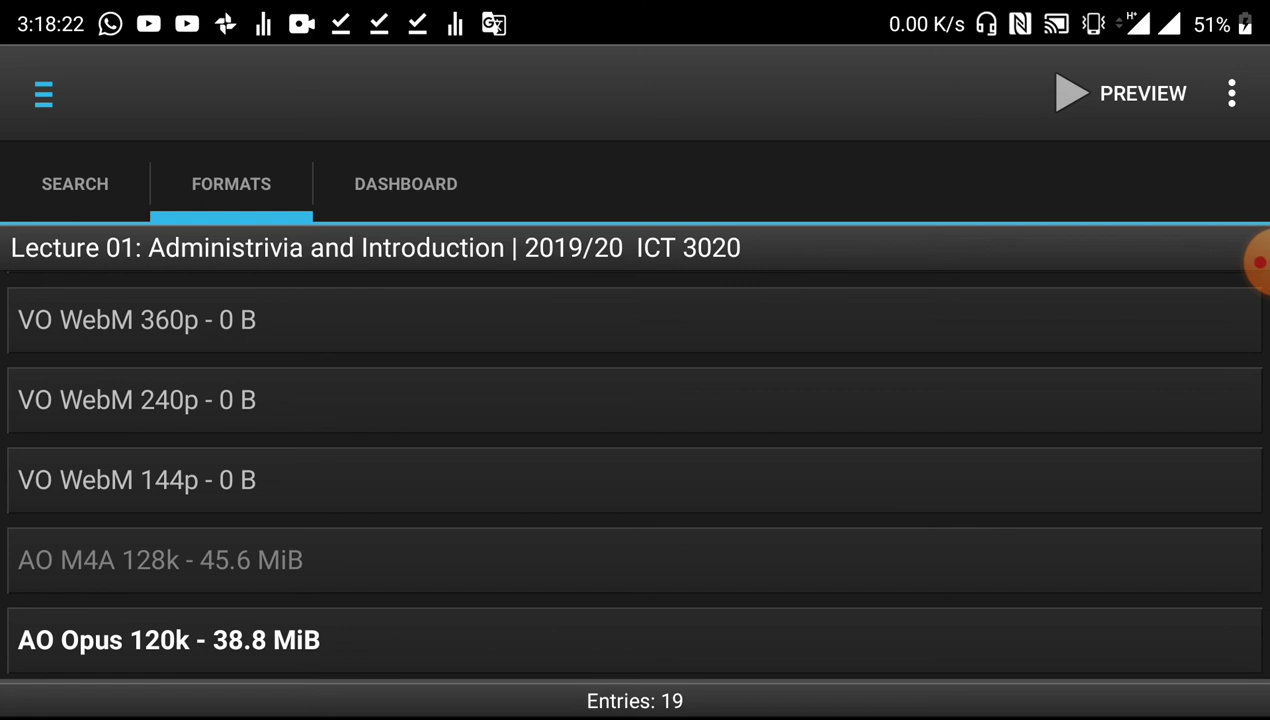 3:18:22
0.00 K/s
H+
51%
PREVIEW
SEARCH
FORMATS
DASHBOARD
Lecture 01: Administrivia and Introduction | 2019/20 ICT 3020
VO WebM 360p - 0 B
VO WebM 240p - 0 B
VO WebM 144p - 0 B
AO M4A 128k - 45.6 MiB
AO Opus 120k - 38.8 MiB
Entries: 19